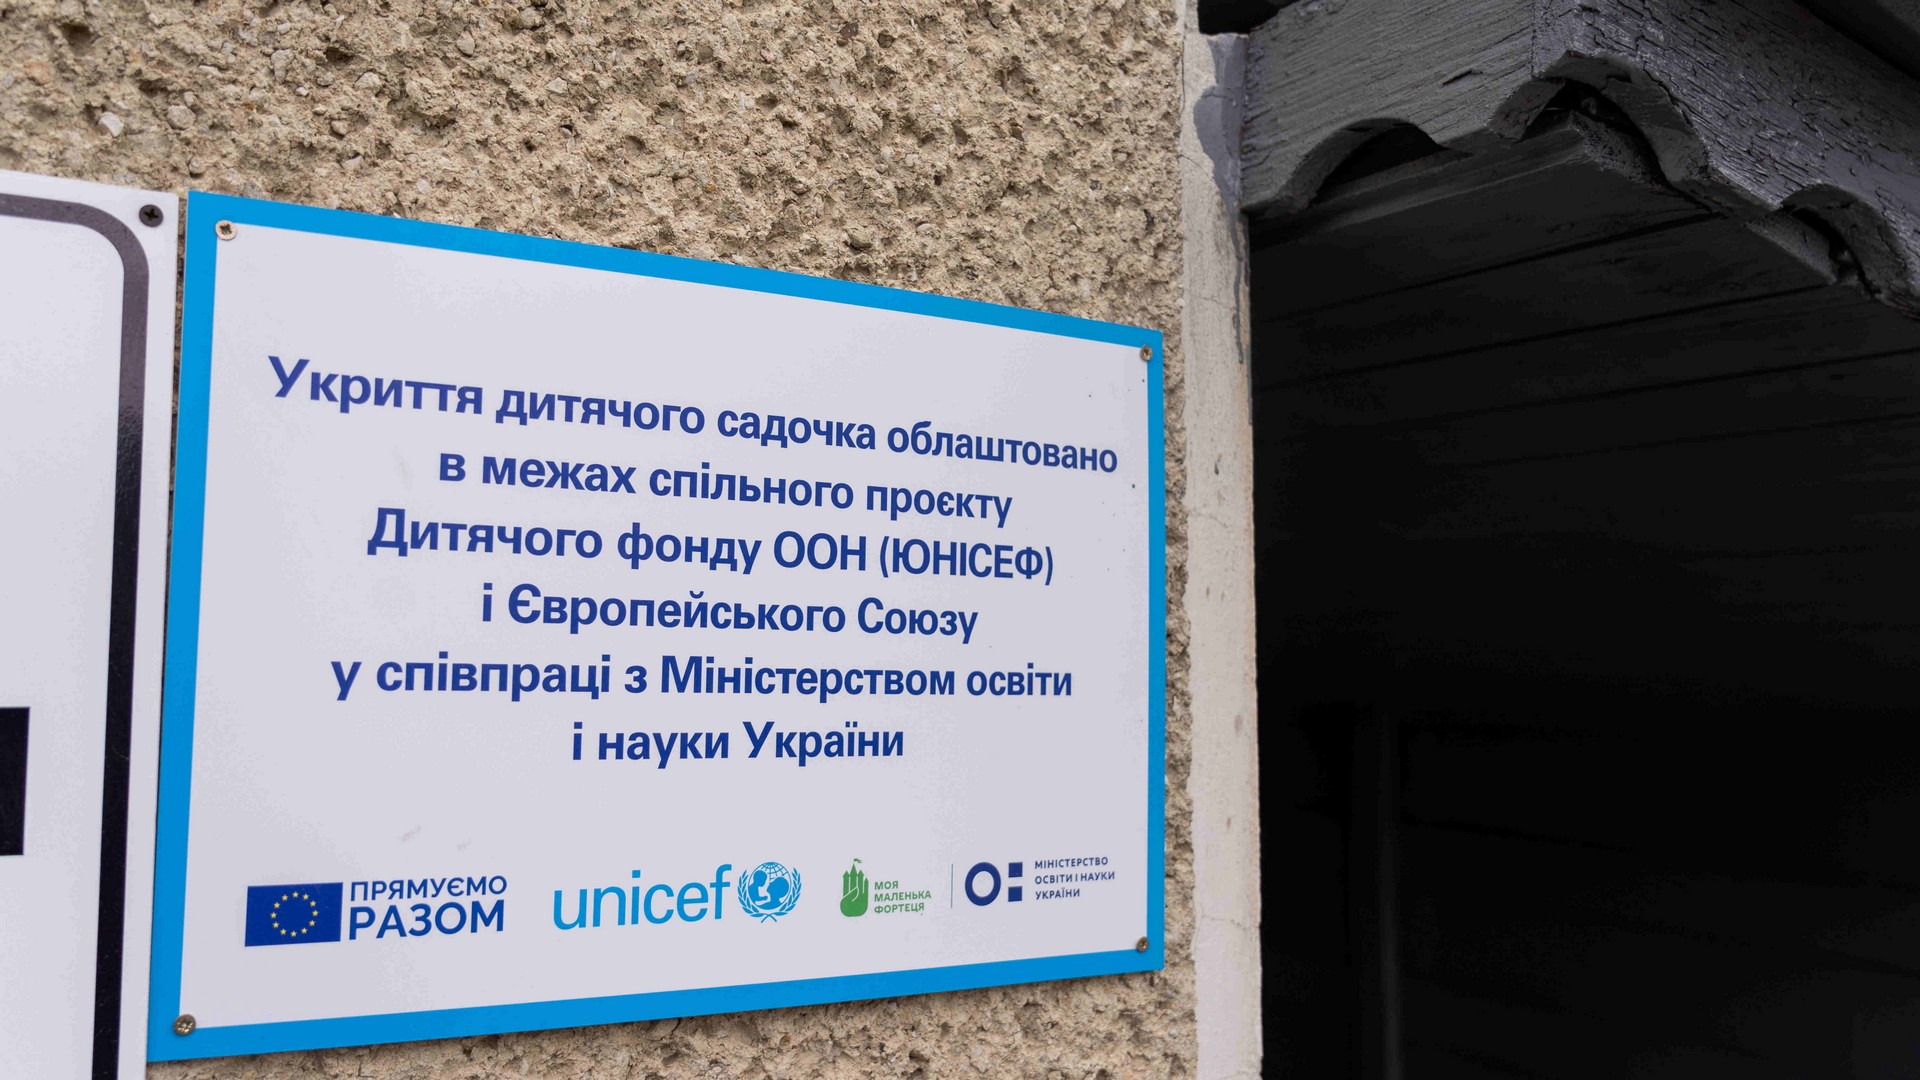 Укриття дитячого садочка облаштовано
в межах спільного проєкту
Дитячого фонду ООН (ЮНІСЕФ)
і Європейського Союзу
у співпраці з Міністерством освіти
і науки України
ПРЯМУЄМО
РАЗОМ
unicef
МОЯ
МАЛЕНЬКА
ФОРТЕЦЯ
МІНІСТЕРСТВО
ОСВІТИ І НАУКИ
УКРАЇНИ